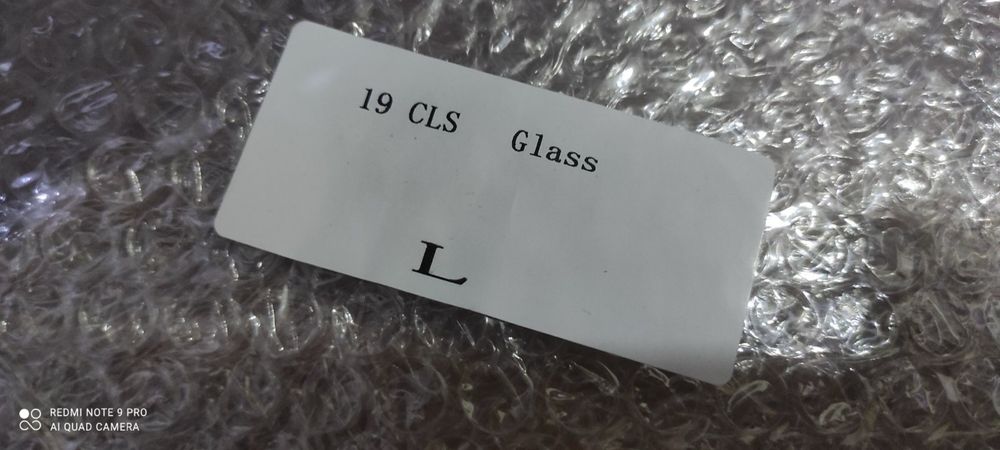 19 CLS Glass
L
REDMI NOTE 9 PRO
AI QUAD CAMERA